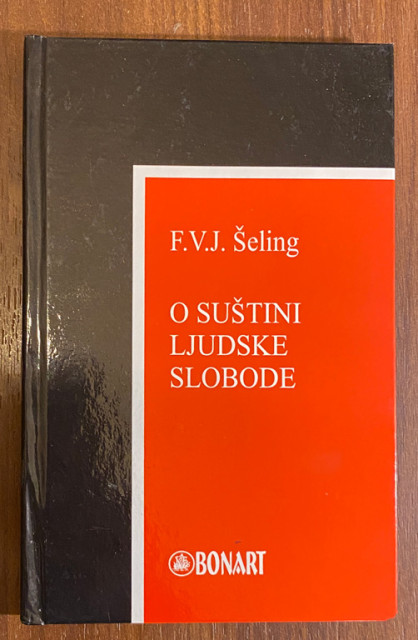 F.V.J. Šeling
O SUŠTINI
LJUDSKE
SLOBODE
BONART